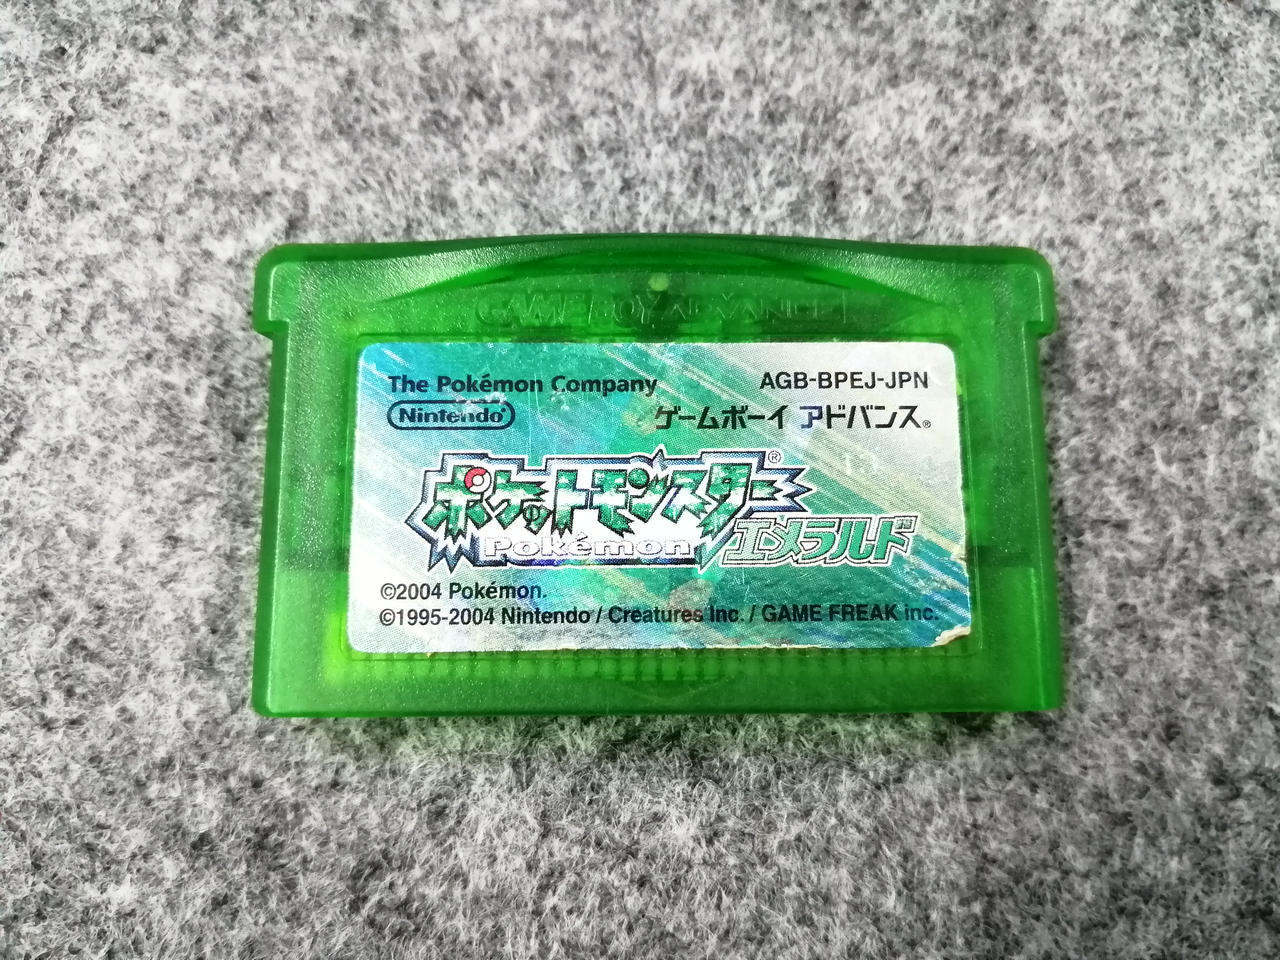 GAME BOY ADVANCE
The Pokémon Company
AGB-BPEJ-JPN
Nintendo®
ゲームボーイ アドバンス®
13
ポケットモンスター®
Pokémon
エメラルド
©2004 Pokémon.
©1995-2004 Nintendo / Creatures Inc. / GAME FREAK inc.